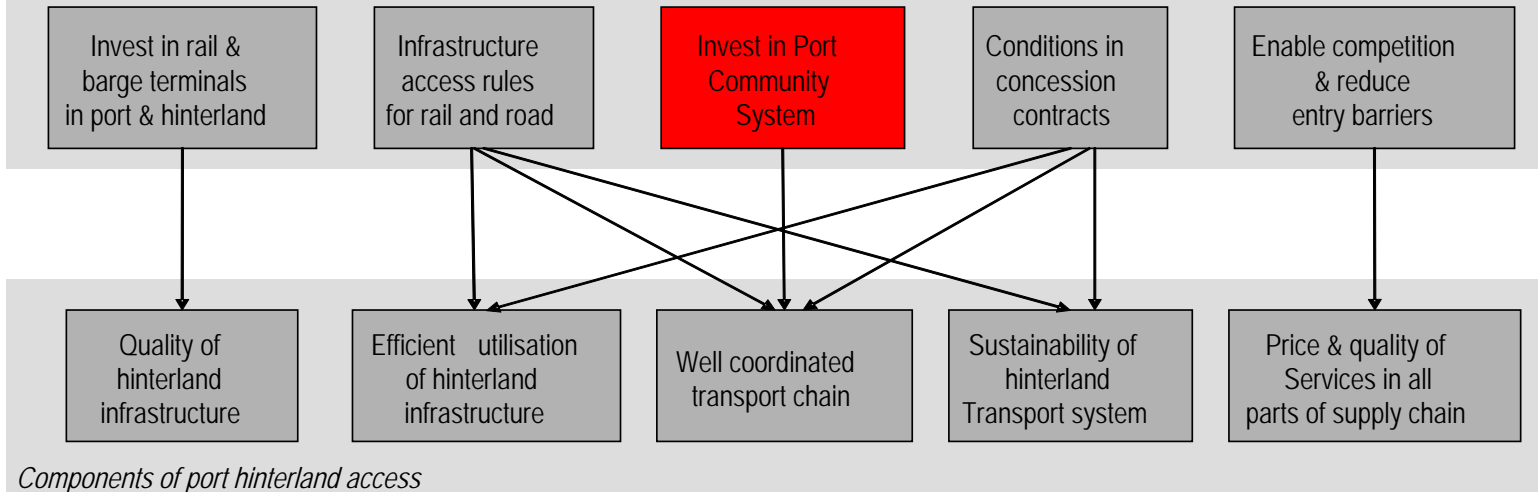 Invest in rail &
barge terminals
in port & hinterland
Infrastructure
access rules
for rail and road
Invest in Port
Community
System
Conditions in
concession
contracts
Enable competition
& reduce
entry barriers
Quality of
hinterland
infrastructure
Efficient utilisation
of hinterland
infrastructure
Well coordinated
transport chain
Sustainability of
hinterland
Transport system
Price & quality of
Services in all
parts of supply chain
Components of port hinterland access